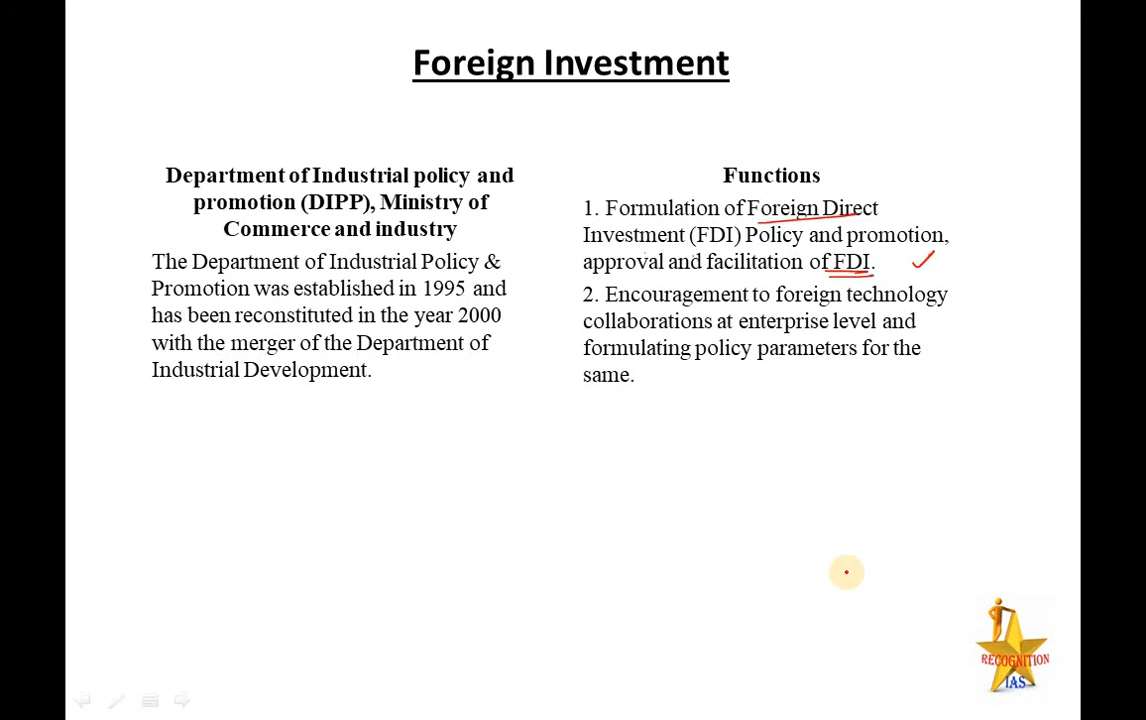 Foreign Investment
Department of Industrial policy and
promotion (DIPP), Ministry of
Commerce and industry
The Department of Industrial Policy &
Promotion was established in 1995 and
has been reconstituted in the year 2000
with the merger of the Department of
Industrial Development.
Functions
1. Formulation of Foreign Direct
Investment (FDI) Policy and promotion,
approval and facilitation of FDI.
2. Encouragement to foreign technology
collaborations at enterprise level and
formulating policy parameters for the
same.
RECOGNITION
IAS